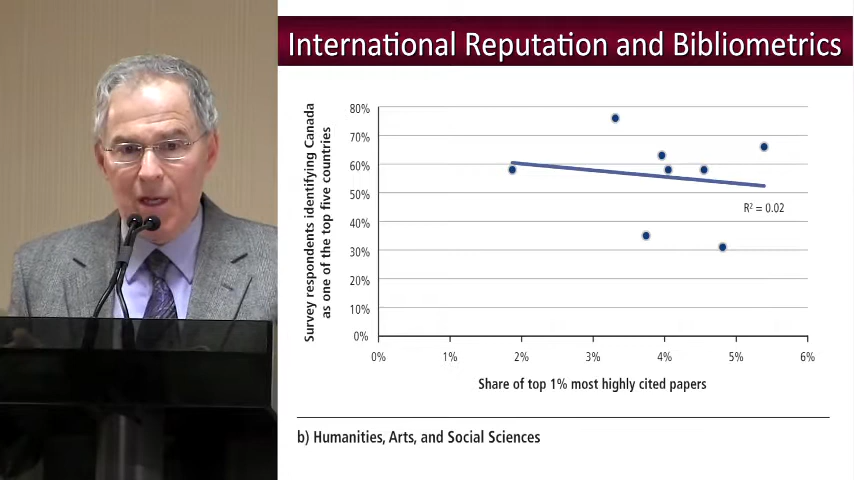 International Reputation and Bibliometrics
Survey respondents identifying Canada
as one of the top five countries
80%
70%
60%
50%
40%
30%
20%
10%
0%
R² = 0.02
0% 1% 2% 3% 4% 5% 6%
Share of top 1% most highly cited papers
b) Humanities, Arts, and Social Sciences